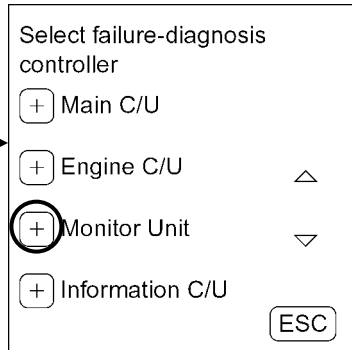 Select failure-diagnosis
controller
+ Main C/U
+ Engine C/U
+ Monitor Unit
+ Information C/U
ESC